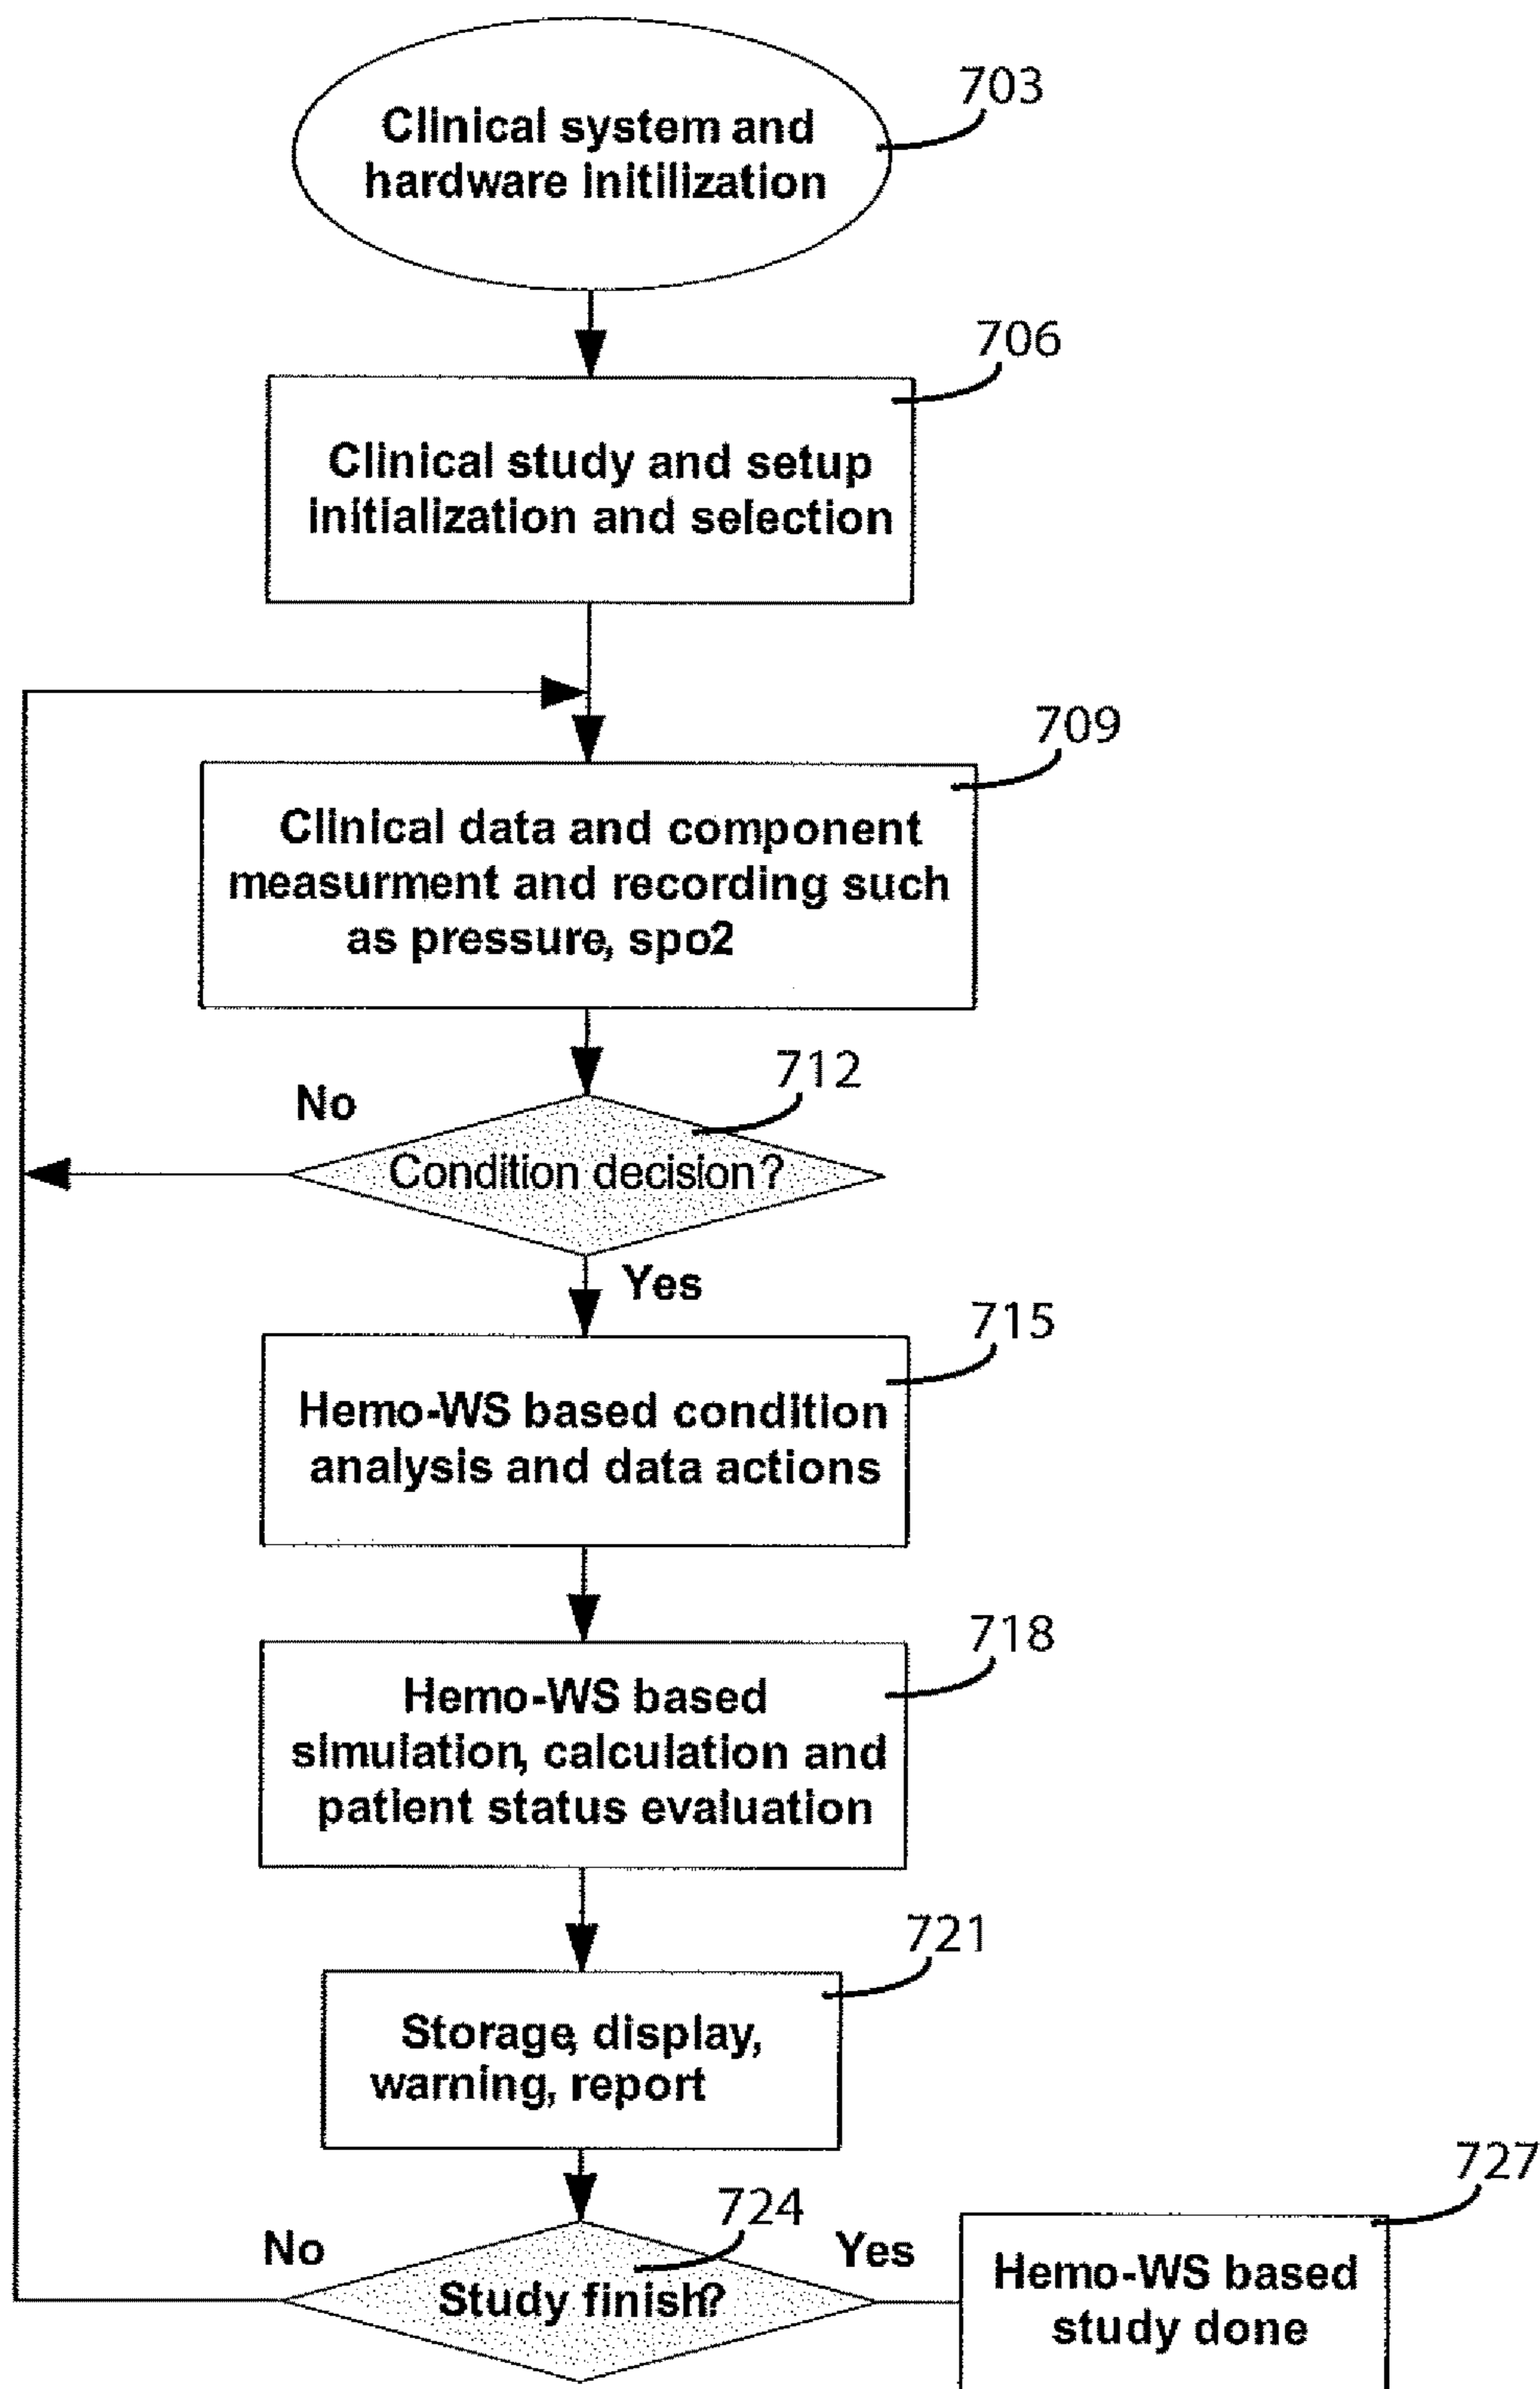 703
Clinical system and
hardware initilization
706
Clinical study and setup
initialization and selection
709
Clinical data and component
measurment and recording such
as pressure, spo2
712
No
Condition decision?
Yes
715
Hemo-WS based condition
analysis and data actions
718
Hemo-WS based
simulation, calculation and
patient status evaluation
721
Storage, display,
warning, report
727
724
No
Yes
Study finish?
Hemo-WS based
study done